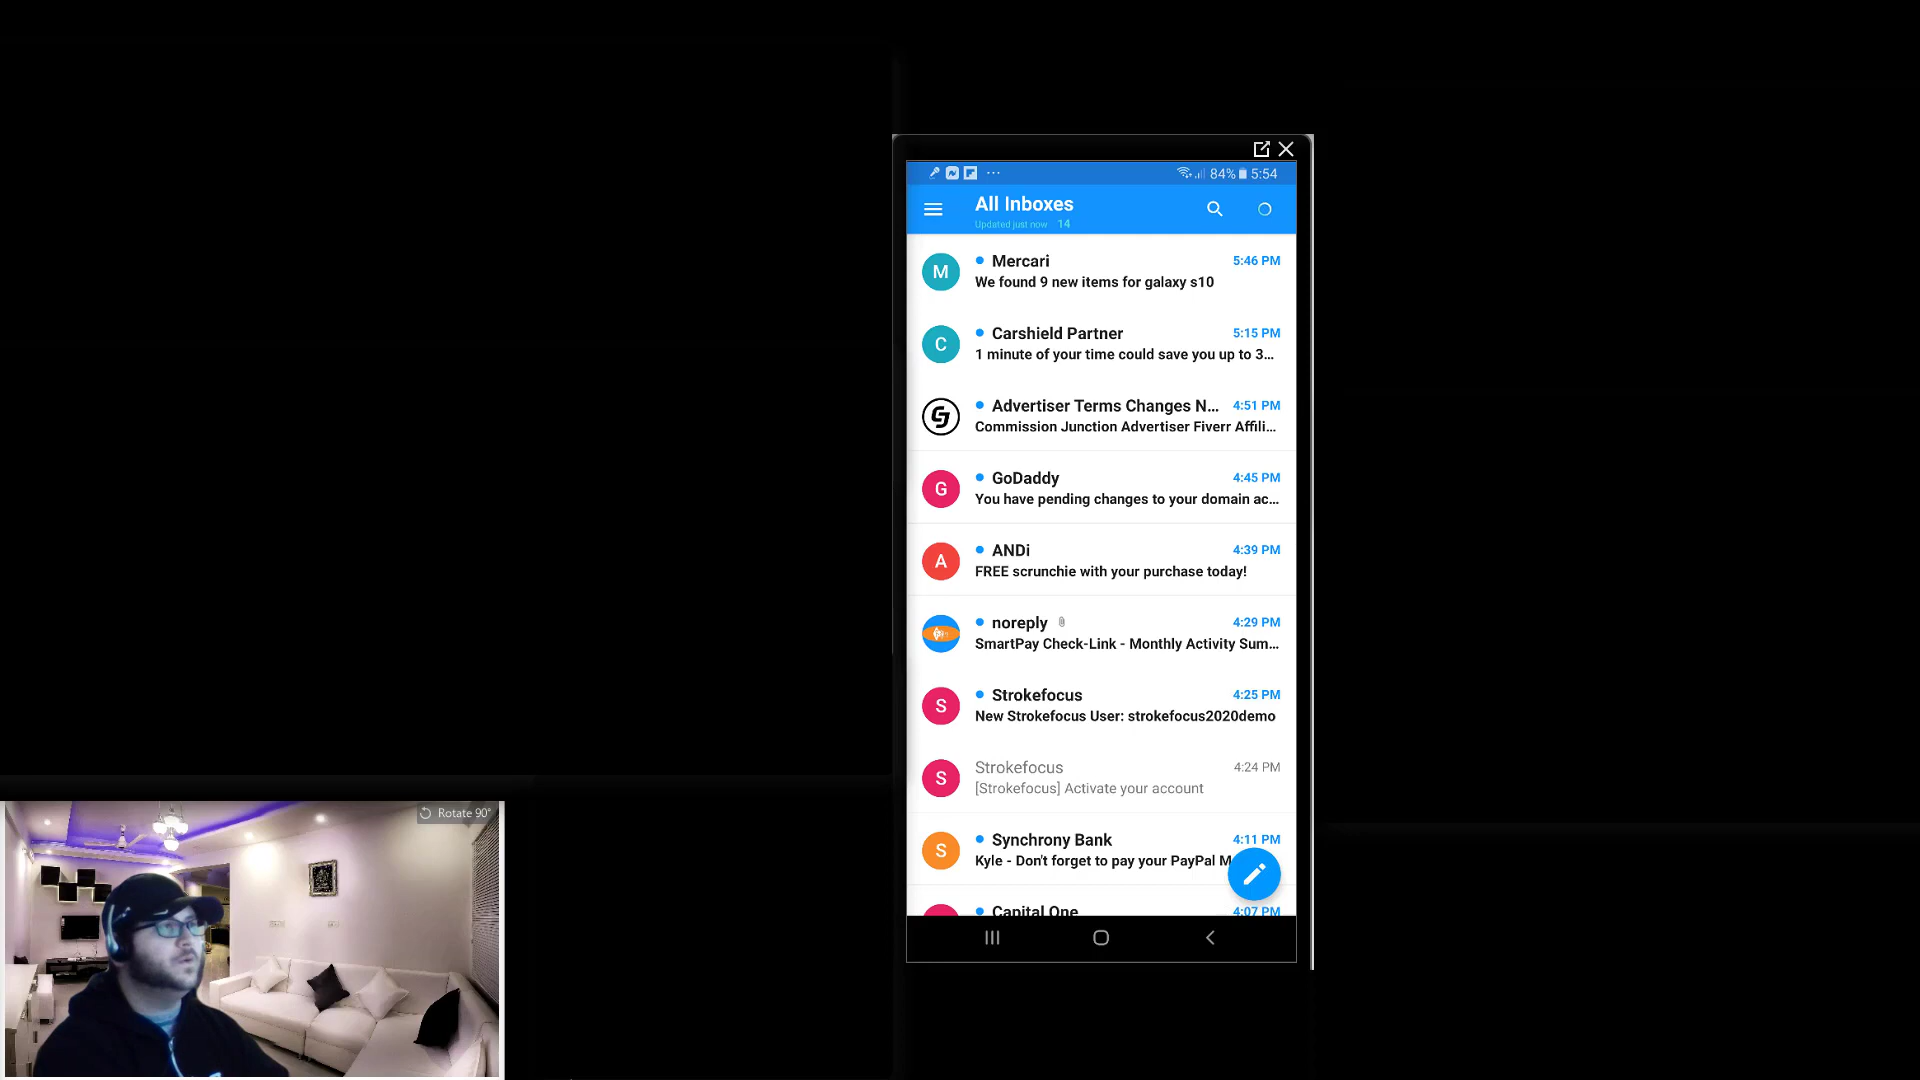 84% 5:54
All Inboxes
Updated just now 14
M
Mercari 5:46 PM
We found 9 new items for galaxy s10
C
Carshield Partner 5:15 PM
1 minute of your time could save you up to 3...
CJ
Advertiser Terms Changes N... 4:51 PM
Commission Junction Advertiser Fiverr Affili...
G
GoDaddy 4:45 PM
You have pending changes to your domain ac...
A
ANDi 4:39 PM
FREE scrunchie with your purchase today!
noreply 4:29 PM
SmartPay Check-Link - Monthly Activity Sum...
S
Strokefocus 4:25 PM
New Strokefocus User: strokefocus2020demo
S
Strokefocus 4:24 PM
[Strokefocus] Activate your account
S
Synchrony Bank 4:11 PM
Kyle - Don't forget to pay your PayPal M
Capital One 4:07 PM
Rotate 90°